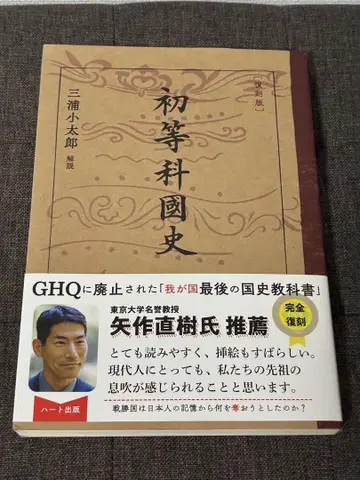 [復刻版]
初等科國史
三浦小太郎 解説
GHQに廃止された「我が国最後の国史教科書」
東京大学名誉教授
矢作直樹氏 推薦
完全
復刻
とても読みやすく、挿絵もすばらしい。
現代人にとっても、私たちの先祖の
息吹が感じられることと思います。
ハート出版
戦勝国は日本人の記憶から何を奪おうとしたのか?